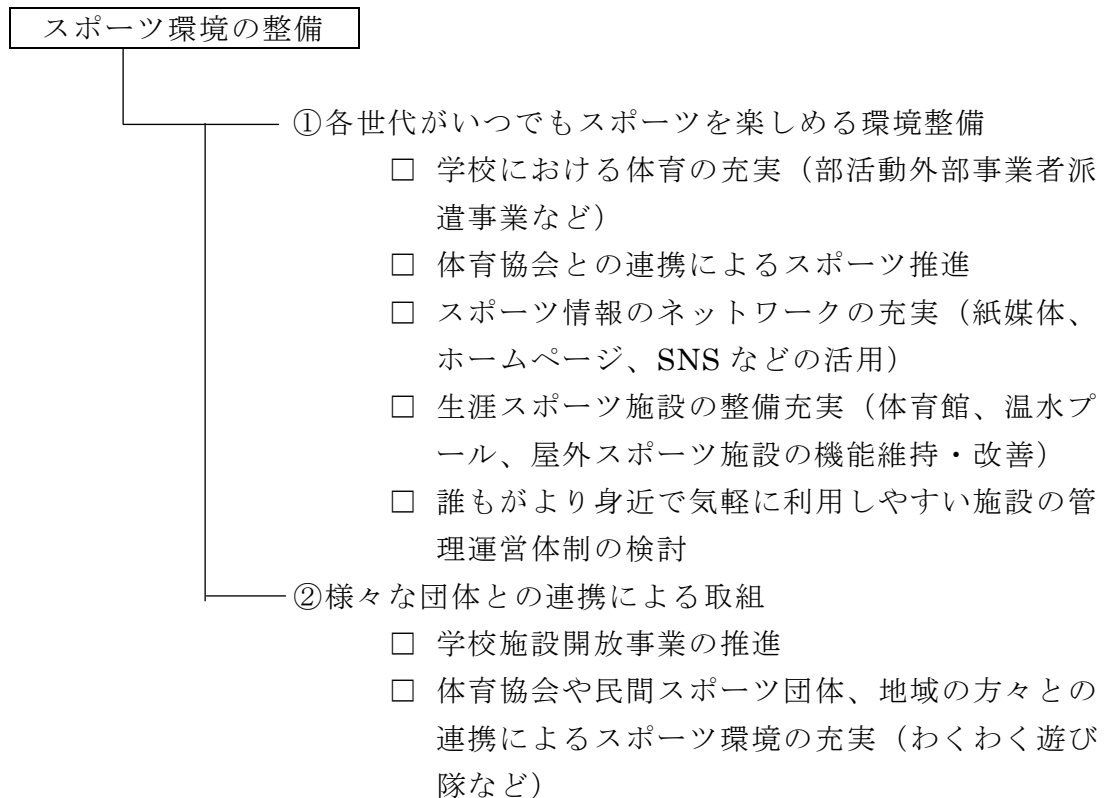 スポーツ環境の整備
①各世代がいつでもスポーツを楽しめる環境整備
□ 学校における体育の充実（部活動外部事業者派
遣事業など）
□ 体育協会との連携によるスポーツ推進
□ スポーツ情報のネットワークの充実（紙媒体、
ホームページ、SNS などの活用）
□ 生涯スポーツ施設の整備充実（体育館、温水プ
ール、屋外スポーツ施設の機能維持・改善）
□ 誰もがより身近で気軽に利用しやすい施設の管
理運営体制の検討
②様々な団体との連携による取組
□ 学校施設開放事業の推進
□ 体育協会や民間スポーツ団体、地域の方々との
連携によるスポーツ環境の充実（わくわく遊び
隊など）